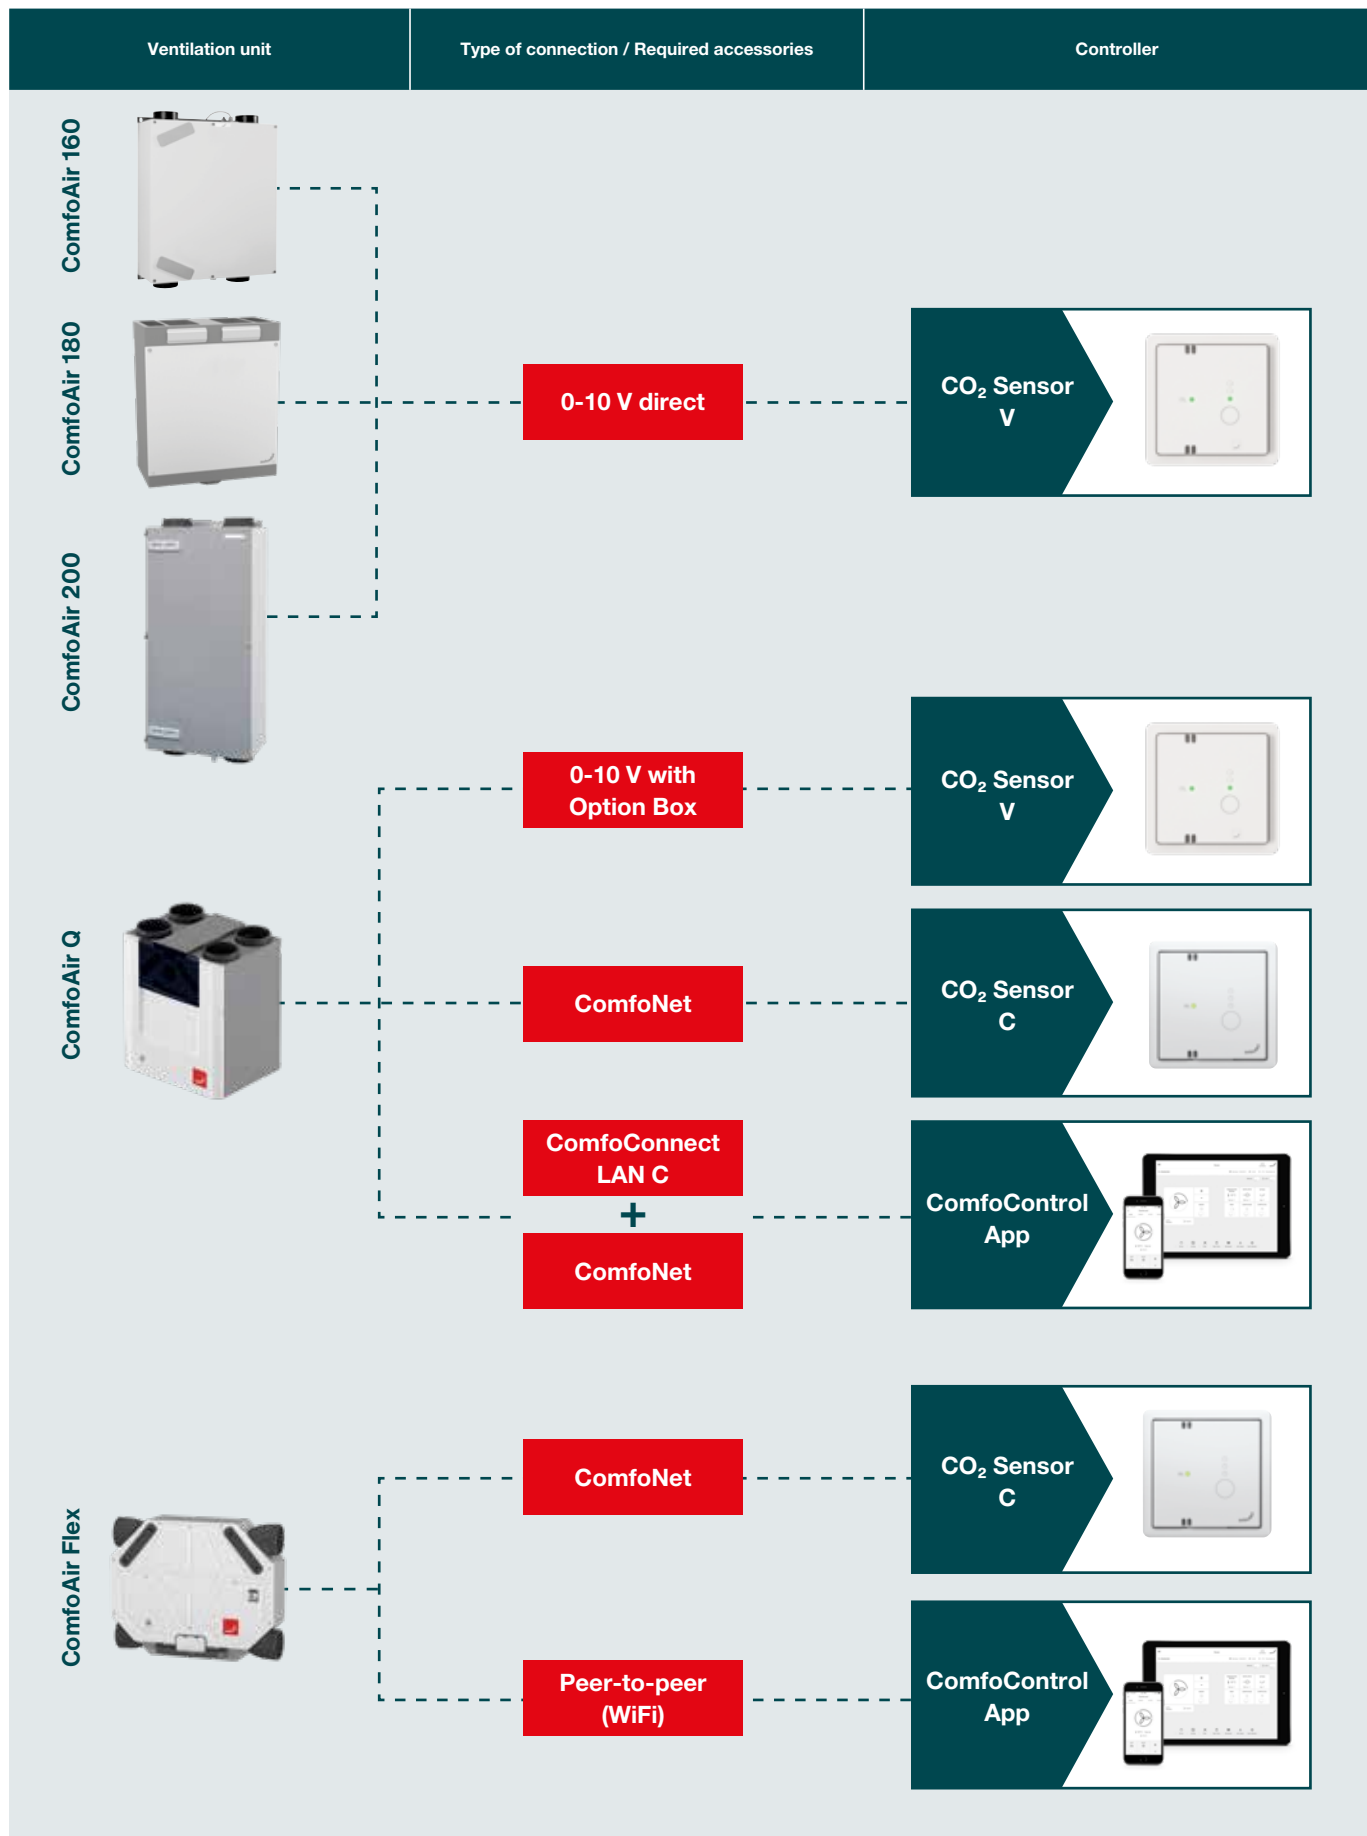 Ventilation unit
Type of connection / Required accessories
Controller
ComfoAir 160
ComfoAir 180
0-10 V direct
CO₂ Sensor
V
ComfoAir 200
0-10 V with
Option Box
CO₂ Sensor
V
ComfoAir Q
ComfoNet
CO₂ Sensor
C
ComfoConnect
LAN C
+
ComfoNet
ComfoControl
App
ComfoAir Flex
ComfoNet
CO₂ Sensor
C
Peer-to-peer
(WiFi)
ComfoControl
App